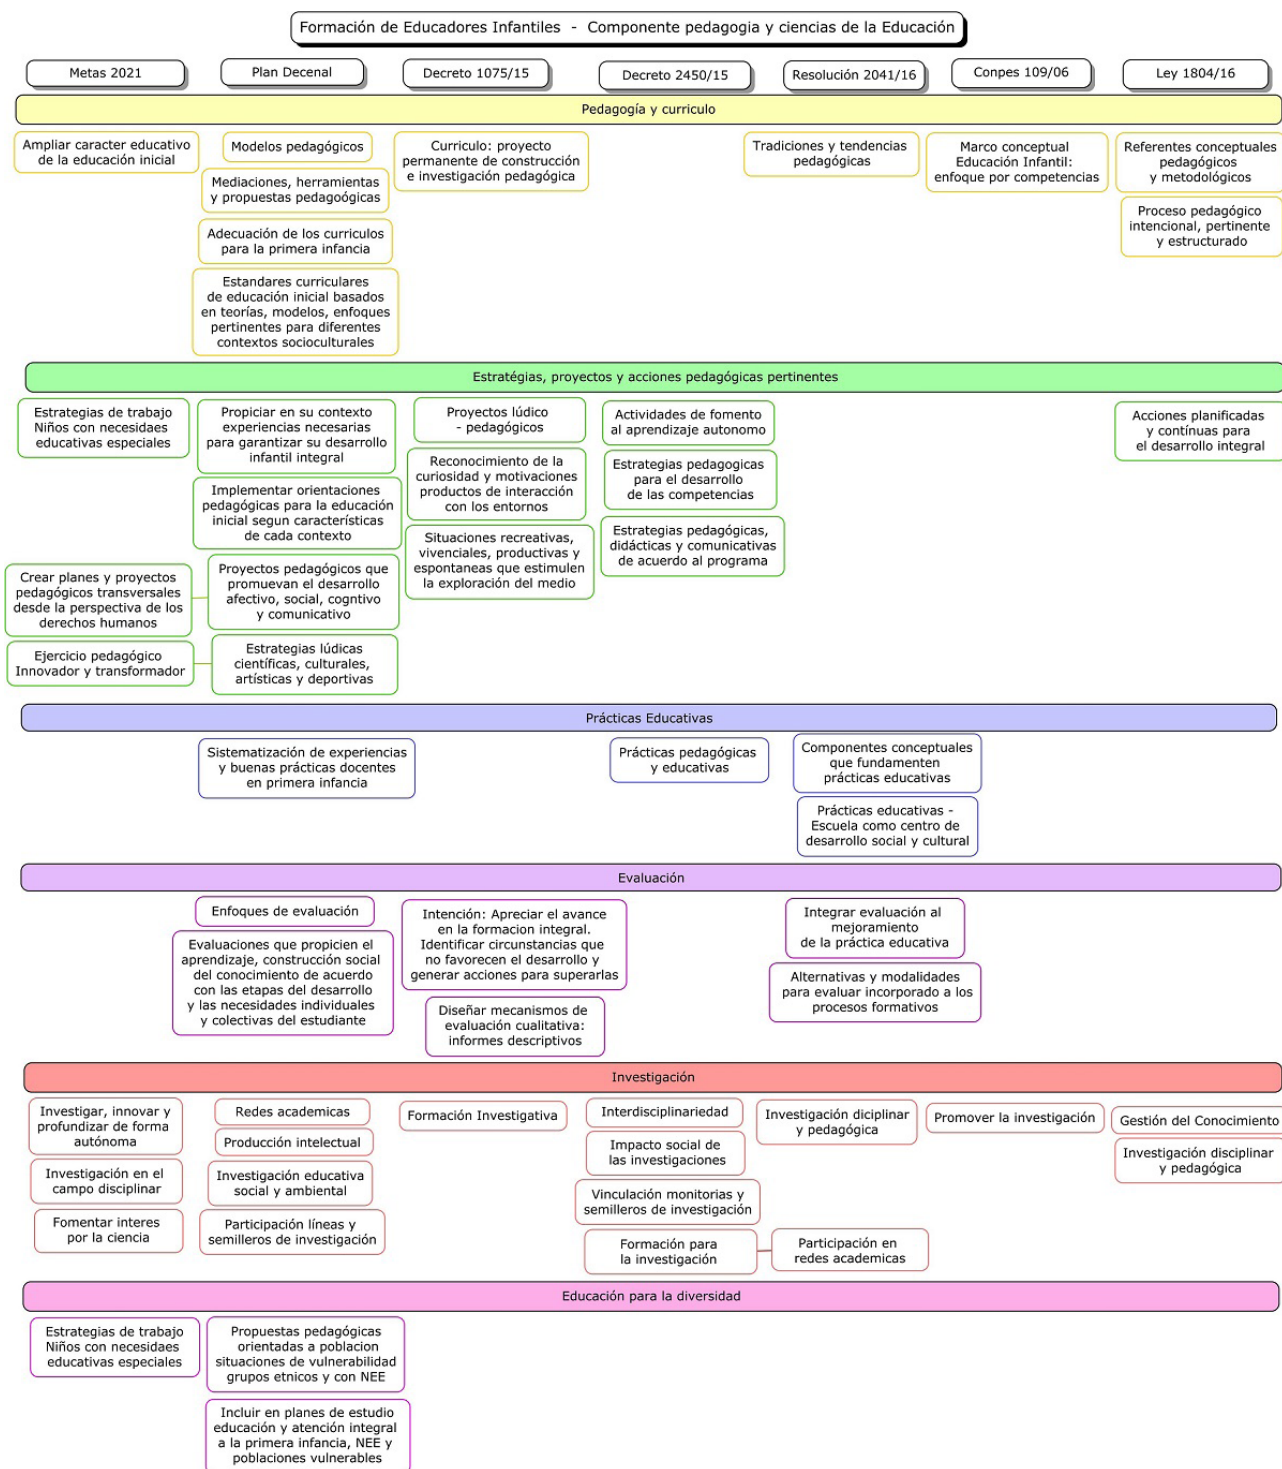 Formación de Educadores Infantiles - Componente pedagogia y ciencias de la Educación
Metas 2021
Plan Decenal
Decreto 1075/15
Decreto 2450/15
Resolución 2041/16
Conpes 109/06
Ley 1804/16
Pedagogía y curriculo
Ampliar caracter educativo
de la educación inicial
Modelos pedagógicos
Mediaciones, herramientas
y propuestas pedagoógicas
Adecuación de los curriculos
para la primera infancia
Estandares curriculares
de educación inicial basados
en teorías, modelos, enfoques
pertinentes para diferentes
contextos socioculturales
Curriculo: proyecto
permanente de construcción
e investigación pedagógica
Tradiciones y tendencias
pedagógicas
Marco conceptual
Educación Infantil:
enfoque por competencias
Referentes conceptuales
pedagógicos
y metodológicos
Proceso pedagógico
intencional, pertinente
y estructurado
Estratégias, proyectos y acciones pedagógicas pertinentes
Estrategias de trabajo
Niños con necesidaes
educativas especiales
Crear planes y proyectos
pedagógicos transversales
desde la perspectiva de los
derechos humanos
Ejercicio pedagógico
Innovador y transformador
Propiciar en su contexto
experiencias necesarias
para garantizar su desarrollo
infantil integral
Implementar orientaciones
pedagógicas para la educación
inicial segun características
de cada contexto
Proyectos pedagógicos que
promuevan el desarrollo
afectivo, social, cogntivo
y comunicativo
Estrategias lúdicas
científicas, culturales,
artísticas y deportivas
Proyectos lúdico
- pedagógicos
Reconocimiento de la
curiosidad y motivaciones
productos de interacción
con los entornos
Situaciones recreativas,
vivenciales, productivas y
espontaneas que estimulen
la exploración del medio
Actividades de fomento
al aprendizaje autonomo
Estrategias pedagogicas
para el desarrollo
de las competencias
Estrategias pedagógicas,
didácticas y comunicativas
de acuerdo al programa
Acciones planificadas
y contínuas para
el desarrollo integral
Prácticas Educativas
Sistematización de experiencias
y buenas prácticas docentes
en primera infancia
Prácticas pedagógicas
y educativas
Componentes conceptuales
que fundamenten
prácticas educativas
Prácticas educativas -
Escuela como centro de
desarrollo social y cultural
Evaluación
Enfoques de evaluación
Evaluaciones que propicien el
aprendizaje, construcción social
del conocimiento de acuerdo
con las etapas del desarrollo
y las necesidades individuales
y colectivas del estudiante
Intención: Apreciar el avance
en la formacion integral.
Identificar circunstancias que
no favorecen el desarrollo y
generar acciones para superarlas
Diseñar mecanismos de
evaluación cualitativa:
informes descriptivos
Integrar evaluación al
mejoramiento
de la práctica educativa
Alternativas y modalidades
para evaluar incorporado a los
procesos formativos
Investigación
Investigar, innovar y
profundizar de forma
autónoma
Investigación en el
campo disciplinar
Fomentar interes
por la ciencia
Redes academicas
Producción intelectual
Investigación educativa
social y ambiental
Participación líneas y
semilleros de investigación
Formación Investigativa
Interdisciplinariedad
Impacto social de
las investigaciones
Vinculación monitorias y
semilleros de investigación
Formación para
la investigación
Investigación diciplinar
y pedagógica
Participación en
redes academicas
Promover la investigación
Gestión del Conocimiento
Investigación disciplinar
y pedagógica
Educación para la diversidad
Estrategias de trabajo
Niños con necesidaes
educativas especiales
Propuestas pedagógicas
orientadas a poblacion
situaciones de vulnerabilidad
grupos etnicos y con NEE
Incluir en planes de estudio
educación y atención integral
a la primera infancia, NEE y
poblaciones vulnerables